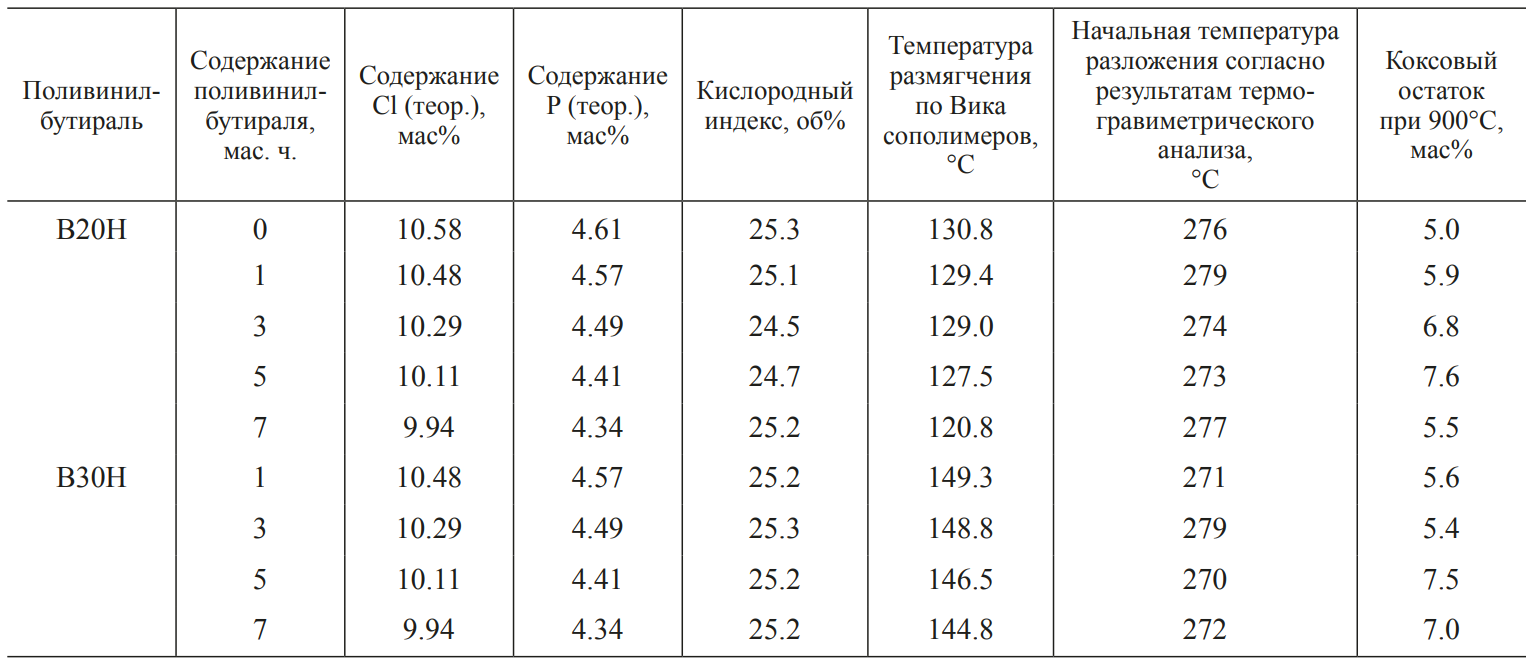 Поливинил-
бутираль
Содержание
поливинил-
бутираля,
мас. ч.
Содержание
Cl (теор.),
мас%
Содержание
P (теор.),
мас%
Кислородный
индекс, об%
Температура
размягчения
по Вика
сополимеров,
°C
Начальная температура
разложения согласно
результатам термо-
гравиметрического
анализа,
°C
Коксовый
остаток
при 900°C,
мас%
B20H 0 10.58 4.61 25.3 130.8 276 5.0
1 10.48 4.57 25.1 129.4 279 5.9
3 10.29 4.49 24.5 129.0 274 6.8
5 10.11 4.41 24.7 127.5 273 7.6
7 9.94 4.34 25.2 120.8 277 5.5
B30H 1 10.48 4.57 25.2 149.3 271 5.6
3 10.29 4.49 25.3 148.8 279 5.4
5 10.11 4.41 25.2 146.5 270 7.5
7 9.94 4.34 25.2 144.8 272 7.0